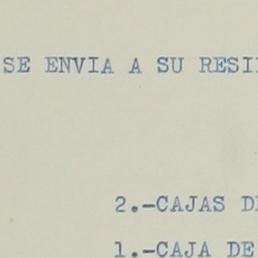 SE ENVIA A SU RESI
2.-CAJAS D
1.-CAJA DE